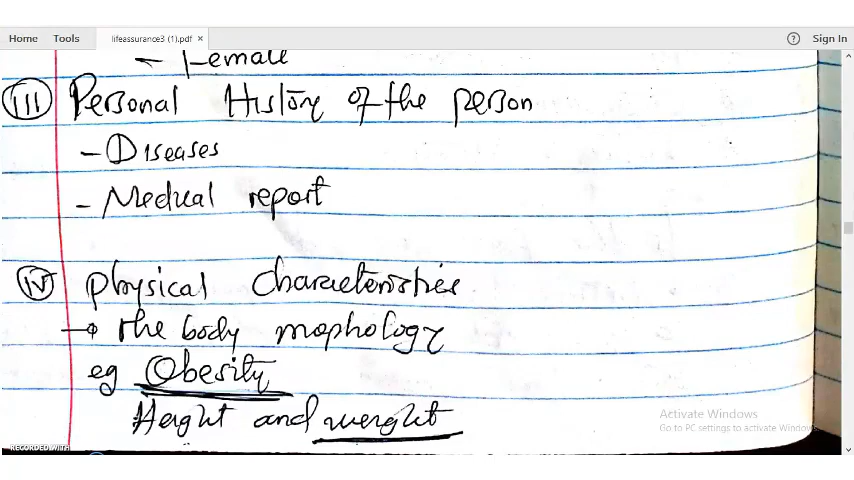 Home Tools lifeassurance3 (1).pdf × ? Sign In
- Female
III Personal History of the person
- Diseases
- Medical report
IV physical characteristics
→ the body mophology
eg Obesity
Height and weight
Activate Windows
Go to PC settings to activate Windows.
RECORDED WITH